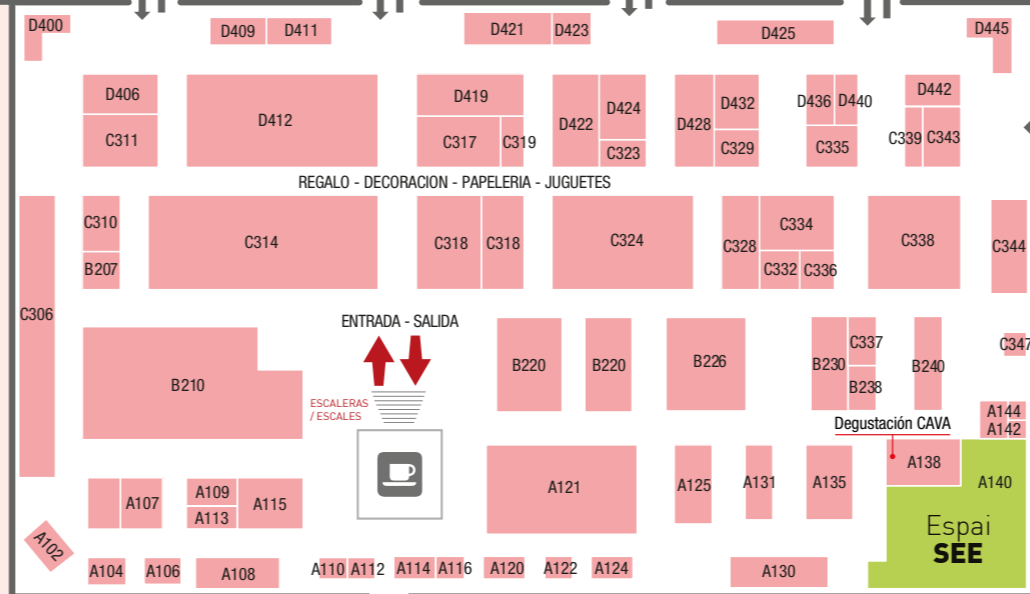 D400
D409
D411
D421
D423
D425
D445
D406
D412
D419
D422
D424
D428
D432
D436
D440
D442
C311
C317
C319
C323
C329
C335
C339
C343
REGALO - DECORACION - PAPELERIA - JUGUETES
C310
B207
C314
C318
C318
C324
C328
C334
C332
C336
C338
C344
C306
ENTRADA - SALIDA
ESCALERAS
/ ESCALES
B210
B220
B220
B226
B230
C337
B238
B240
C347
A144
A142
Degustación CAVA
A138
A140
A107
A109
A113
A115
A121
A125
A131
A135
Espai
SEE
A102
A104
A106
A108
A110
A112
A114
A116
A120
A122
A124
A130